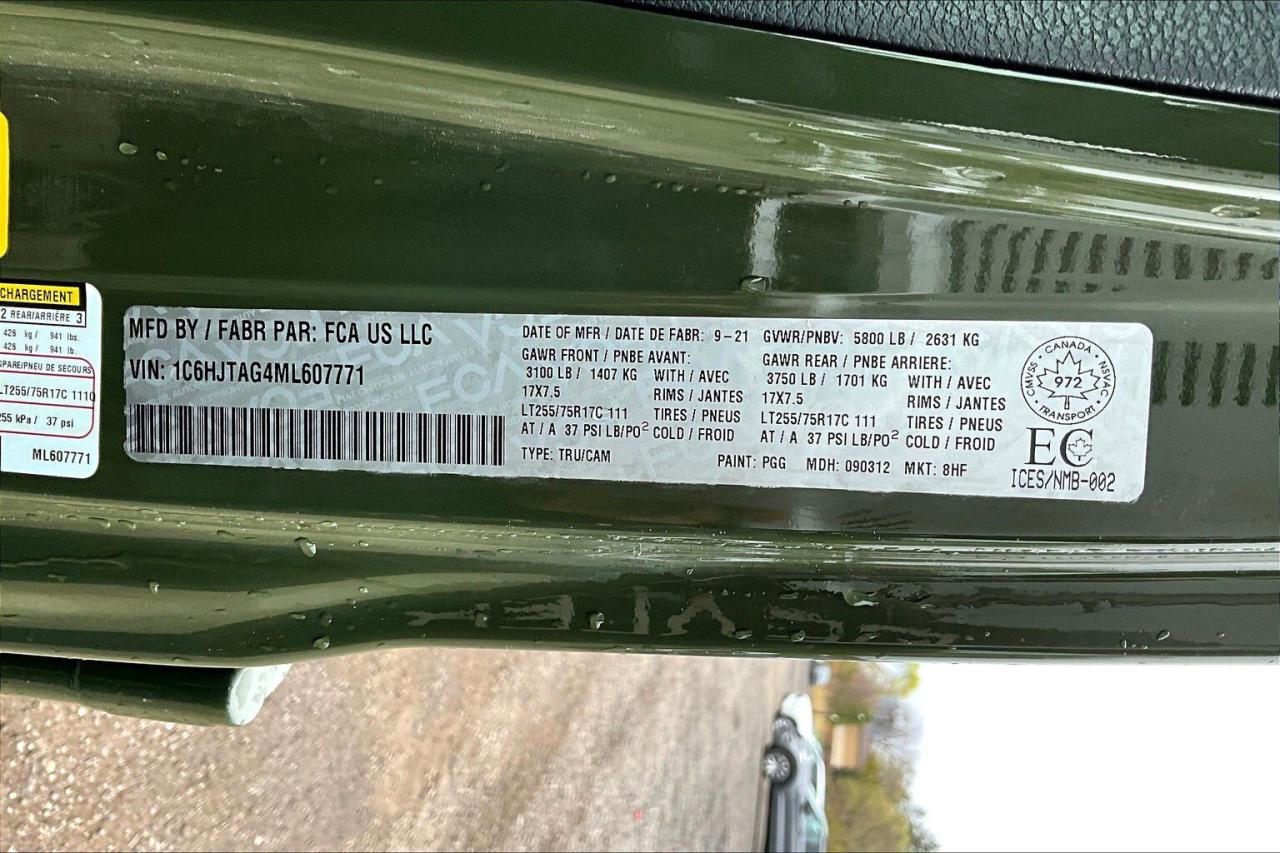 CHARGEMENT
2 REAR/ARRIÈRE 3
426 kg / 941 lbs.
426 kg / 941 lb.
SPARE/PNEU DE SECOURS
LT255/75R17C 111Q
255 kPa / 37 psi
ML607771
MFD BY / FABR PAR: FCA US LLC
VIN: 1C6HJTAG4ML607771
DATE OF MFR / DATE DE FABR: 9-21 GVWR/PNBV: 5800 LB / 2631 KG
GAWR FRONT / PNBE AVANT:
3100 LB / 1407 KG WITH / AVEC
17X7.5 RIMS / JANTES
LT255/75R17C 111 TIRES / PNEUS
AT / A 37 PSI LB/PO² COLD / FROID
GAWR REAR / PNBE ARRIERE:
3750 LB / 1701 KG WITH / AVEC
17X7.5 RIMS / JANTES
LT255/75R17C 111 TIRES / PNEUS
AT / A 37 PSI LB/PO² COLD / FROID
TYPE: TRU/CAM PAINT: PGG MDH: 090312 MKT: 8HF
CANADA
CMVSS 972 NSVAC
TRANSPORT
EC
ICES/NMB-002